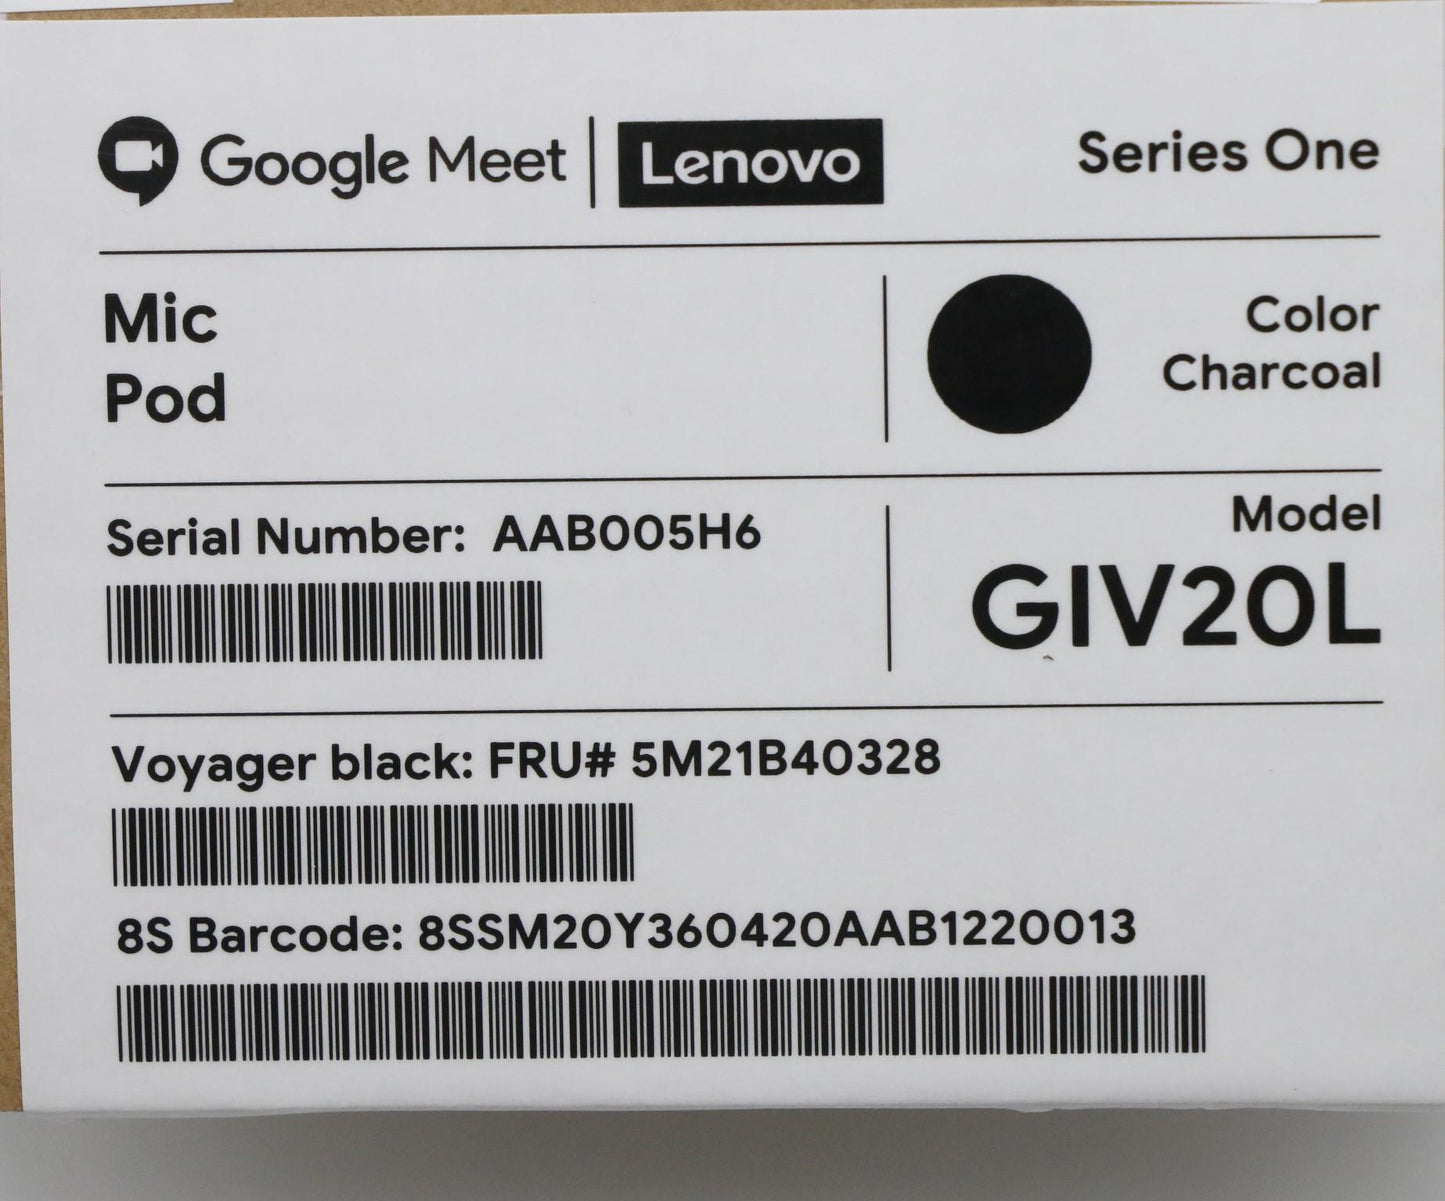 Google Meet | Lenovo
Series One
Mic
Pod
Color
Charcoal
Serial Number: AAB005H6
Model
GIV20L
Voyager black: FRU# 5M21B40328
8S Barcode: 8SSM20Y360420AAB1220013